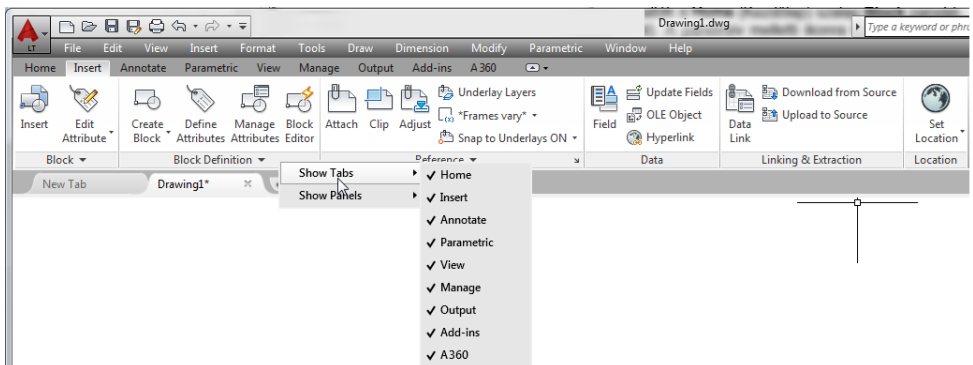 Drawing1.dwg
Type a keyword or phr
LT File Edit View Insert Format Tools Draw Dimension Modify Parametric Window Help
Home Insert Annotate Parametric View Manage Output Add-ins A360
Underlay Layers Update Fields Download from Source
*Frames vary* OLE Object Upload to Source
Insert Edit Attribute Create Block Define Attributes Manage Attributes Block Editor Attach Clip Adjust Snap to Underlays ON Field Hyperlink Data Link Set Location
Block Block Definition Reference Data Linking & Extraction Location
New Tab Drawing1*
Show Tabs
Show Panels
Home
Insert
Annotate
Parametric
View
Manage
Output
Add-ins
A360